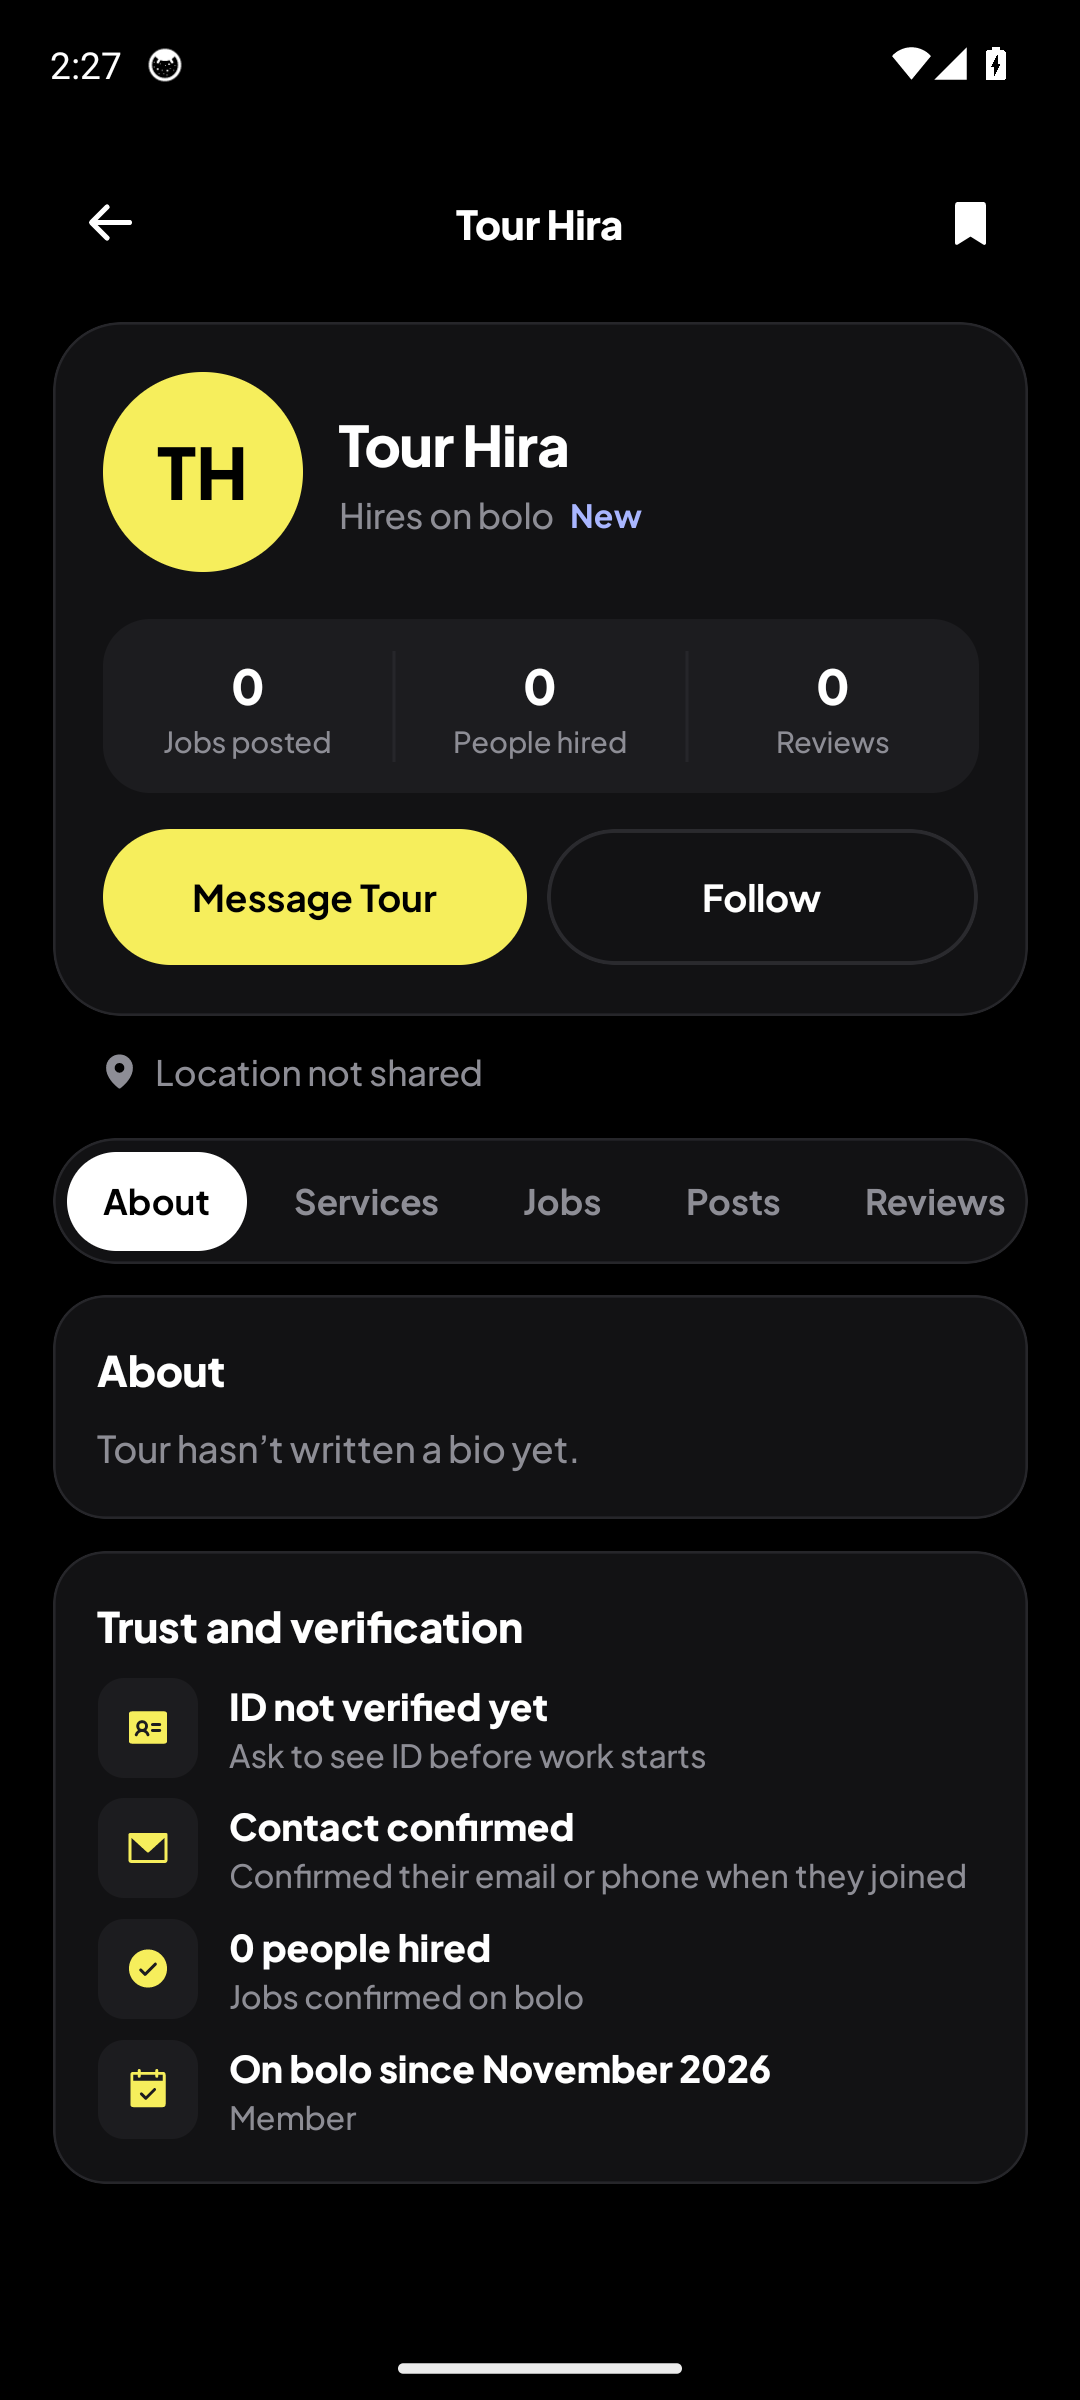 2:27
Tour Hira
TH
Tour Hira
Hires on bolo New
0
Jobs posted
0
People hired
0
Reviews
Message Tour
Follow
Location not shared
About
Services
Jobs
Posts
Reviews
About
Tour hasn’t written a bio yet.
Trust and verification
ID not verified yet
Ask to see ID before work starts
Contact confirmed
Confirmed their email or phone when they joined
0 people hired
Jobs confirmed on bolo
On bolo since November 2026
Member